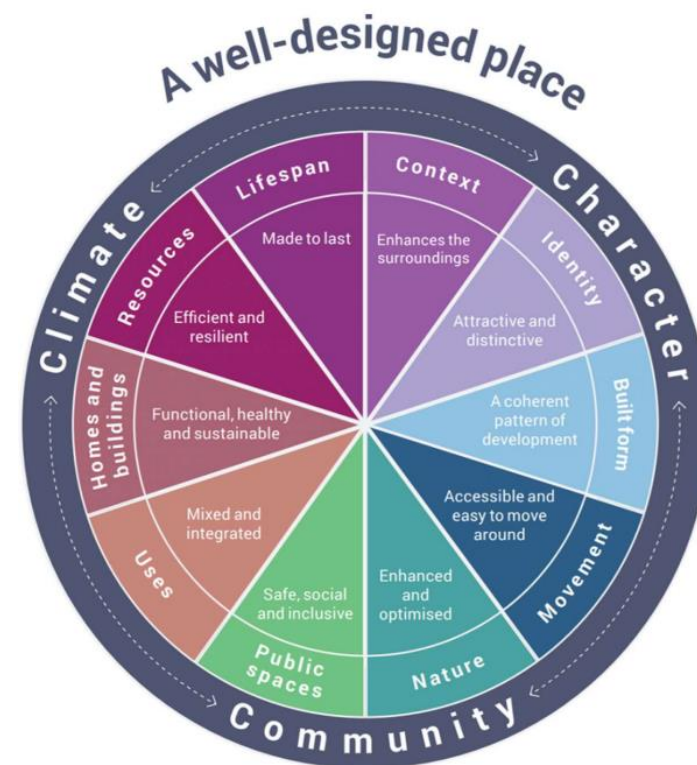 A well-designed place
Climate
Character
Community
Context
Enhances the
surroundings
Identity
Attractive and
distinctive
Built form
A coherent
pattern of
development
Movement
Accessible and
easy to move
around
Nature
Enhanced
and
optimised
Public
spaces
Safe, social
and inclusive
Uses
Mixed and
integrated
Homes and
buildings
Functional, healthy
and sustainable
Resources
Efficient and
resilient
Lifespan
Made to last